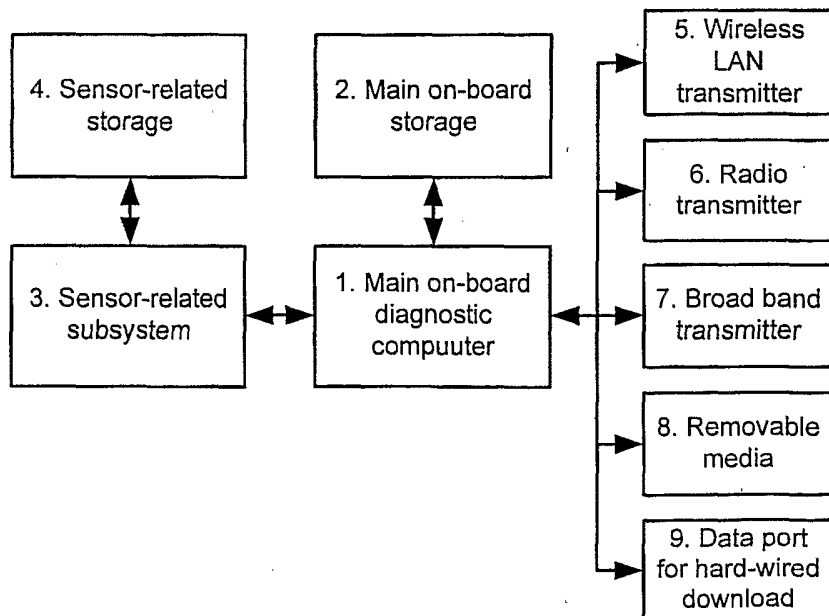 4. Sensor-related
storage
2. Main on-board
storage
3. Sensor-related
subsystem
1. Main on-board
diagnostic
compuuter
5. Wireless
LAN
transmitter
6. Radio
transmitter
7. Broad band
transmitter
8. Removable
media
9. Data port
for hard-wired
download